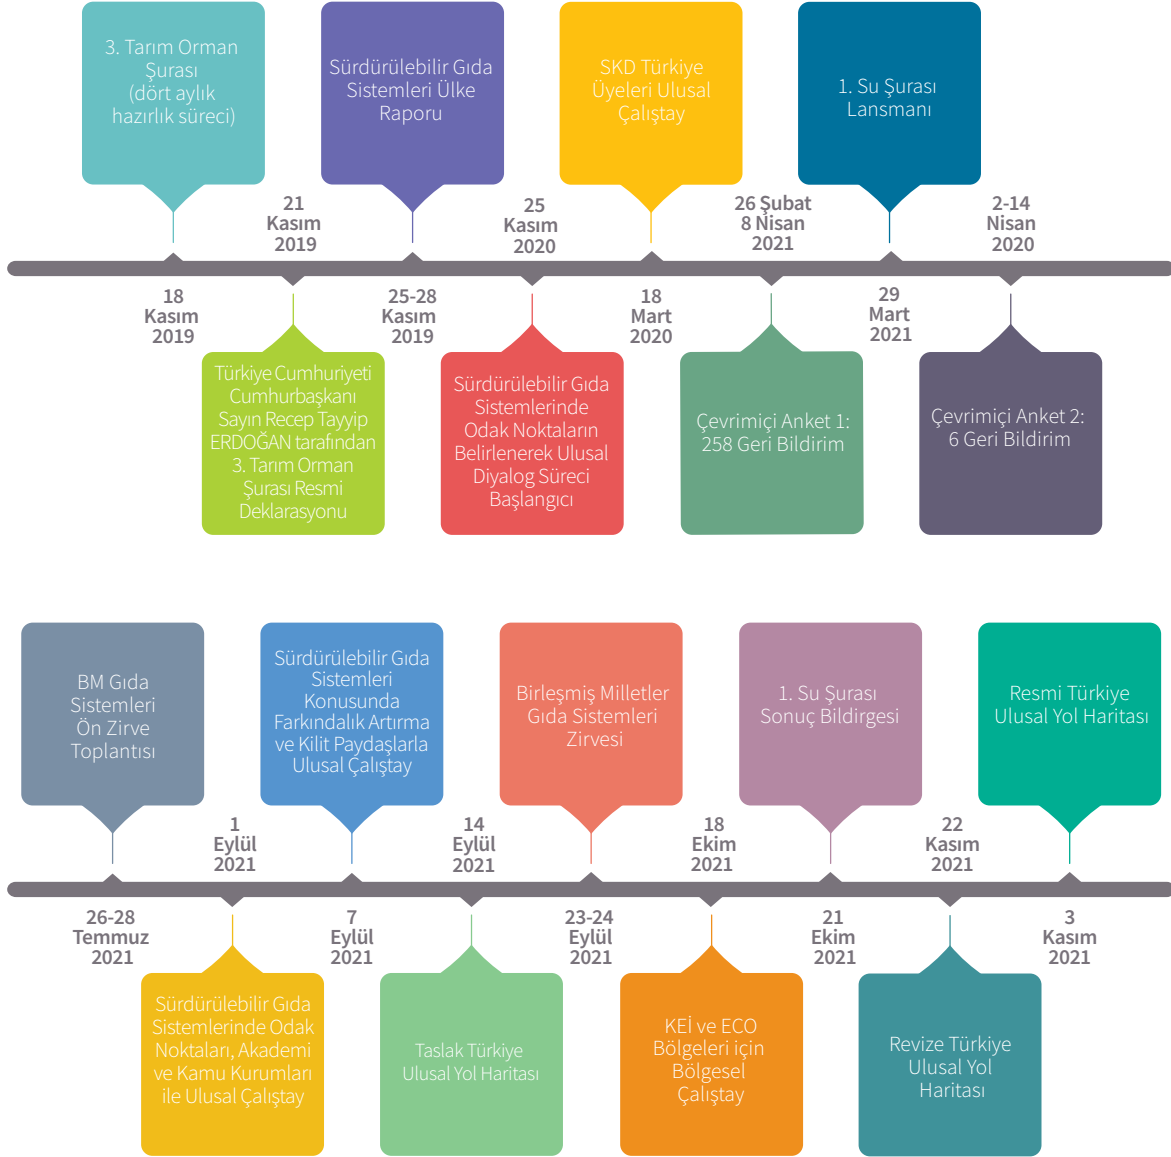 3. Tarım Orman
Şurası
(dört aylık
hazırlık süreci)
Sürdürülebilir Gıda
Sistemleri Ülke
Raporu
SKD Türkiye
Üyeleri Ulusal
Çalıştay
1. Su Şurası
Lansmanı
21
Kasım
2019
25
Kasım
2020
26 Şubat
8 Nisan
2021
2-14
Nisan
2020
18
Kasım
2019
25-28
Kasım
2019
18
Mart
2020
29
Mart
2021
Türkiye Cumhuriyeti
Cumhurbaşkanı
Sayın Recep Tayyip
ERDOĞAN tarafından
3. Tarım Orman
Şurası Resmi
Deklarasyonu
Sürdürülebilir Gıda
Sistemlerinde
Odak Noktaların
Belirlenerek Ulusal
Diyalog Süreci
Başlangıcı
Çevrimiçi Anket 1:
258 Geri Bildirim
Çevrimiçi Anket 2:
6 Geri Bildirim
BM Gıda
Sistemleri
Ön Zirve
Toplantısı
Sürdürülebilir Gıda
Sistemleri
Konusunda
Farkındalık Artırma
ve Kilit Paydaşlarla
Ulusal Çalıştay
Birleşmiş Milletler
Gıda Sistemleri
Zirvesi
1. Su Şurası
Sonuç Bildirgesi
Resmi Türkiye
Ulusal Yol Haritası
1
Eylül
2021
14
Eylül
2021
18
Ekim
2021
22
Kasım
2021
26-28
Temmuz
2021
7
Eylül
2021
23-24
Eylül
2021
21
Ekim
2021
3
Kasım
2021
Sürdürülebilir Gıda
Sistemlerinde Odak
Noktaları, Akademi
ve Kamu Kurumları
ile Ulusal Çalıştay
Taslak Türkiye
Ulusal Yol Haritası
KEİ ve ECO
Bölgeleri için
Bölgesel
Çalıştay
Revize Türkiye
Ulusal Yol
Haritası